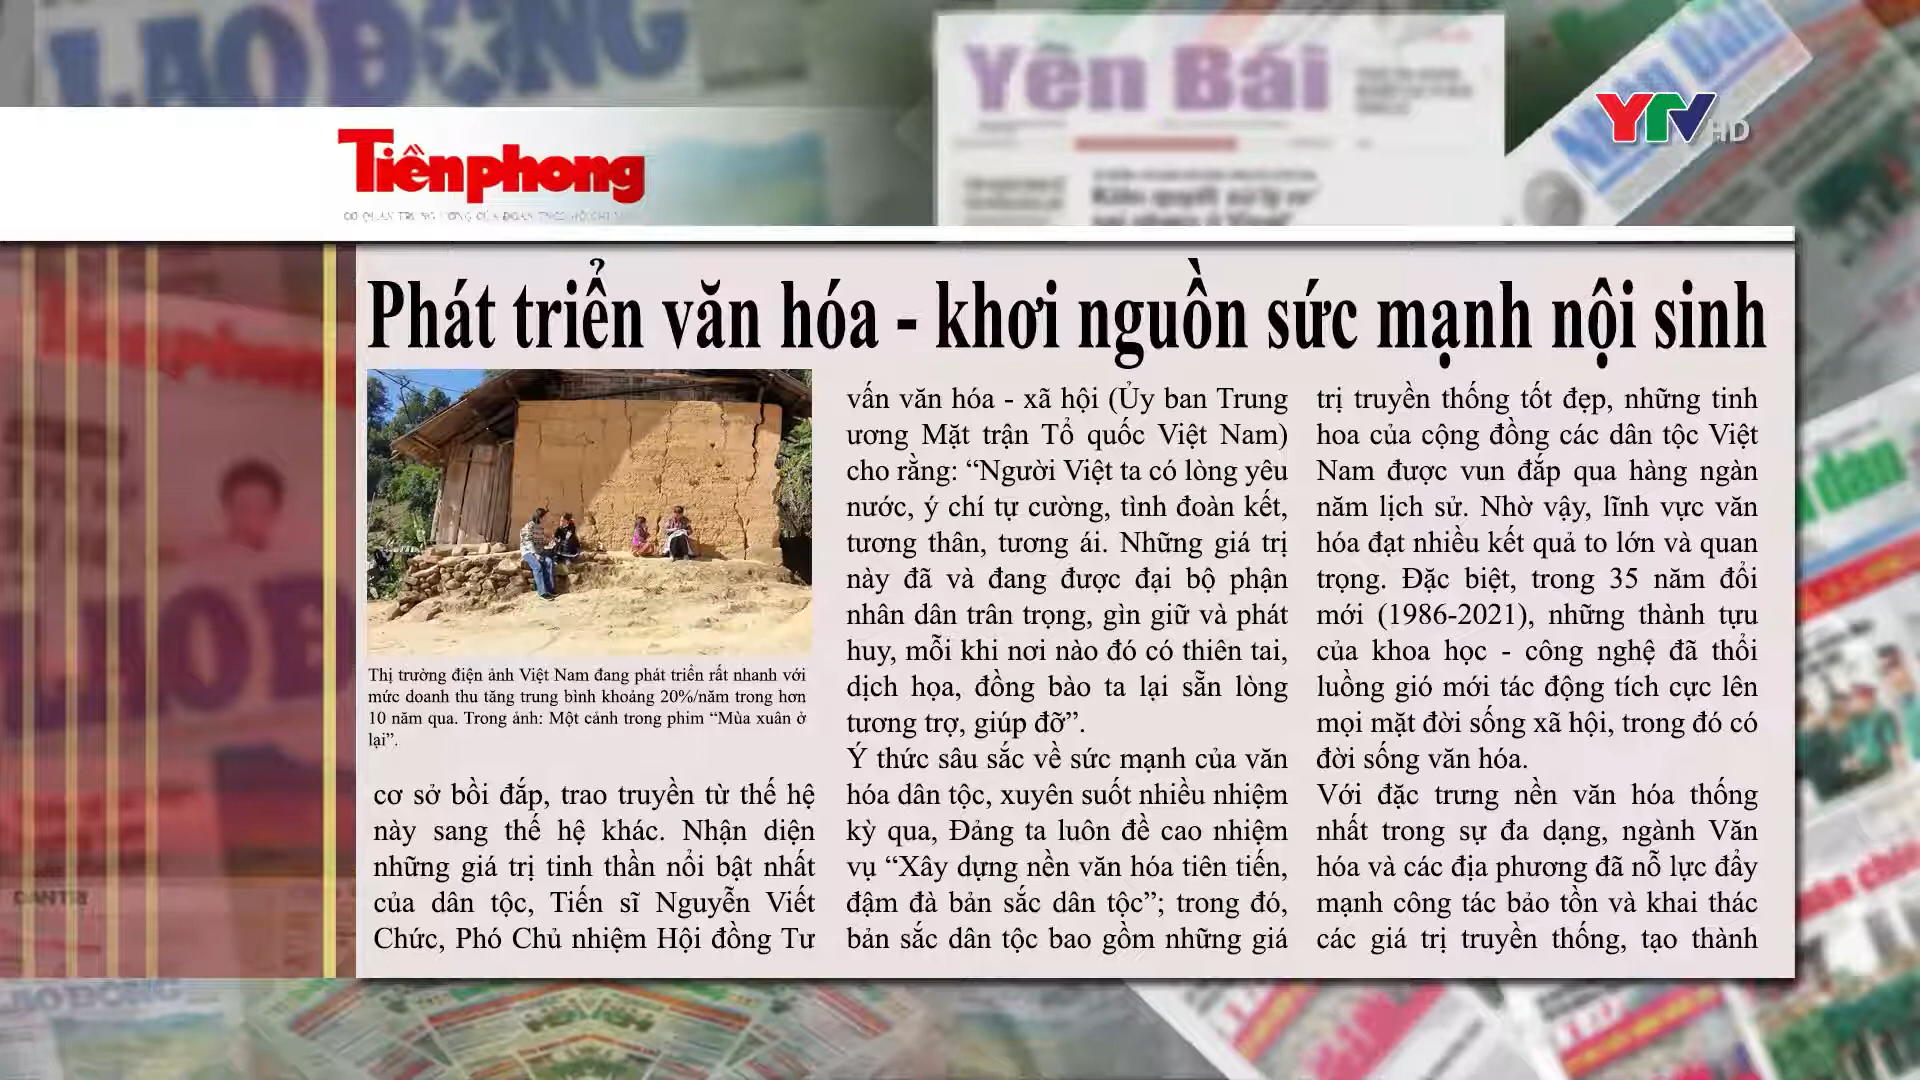 LAO ĐỘNG
Yên Bái
Nhân Dân
YTV HD
Tiền phong
Phát triển văn hóa - khơi nguồn sức mạnh nội sinh
Thị trường điện ảnh Việt Nam đang phát triển rất nhanh với
mức doanh thu tăng trung bình khoảng 20%/năm trong hơn
10 năm qua. Trong ảnh: Một cảnh trong phim “Mùa xuân ở
lại”.
cơ sở bồi đắp, trao truyền từ thế hệ
này sang thế hệ khác. Nhận diện
những giá trị tinh thần nổi bật nhất
của dân tộc, Tiến sĩ Nguyễn Viết
Chức, Phó Chủ nhiệm Hội đồng Tư
vấn văn hóa - xã hội (Ủy ban Trung
ương Mặt trận Tổ quốc Việt Nam)
cho rằng: “Người Việt ta có lòng yêu
nước, ý chí tự cường, tình đoàn kết,
tương thân, tương ái. Những giá trị
này đã và đang được đại bộ phận
nhân dân trân trọng, gìn giữ và phát
huy, mỗi khi nơi nào đó có thiên tai,
dịch họa, đồng bào ta lại sẵn lòng
tương trợ, giúp đỡ”.
Ý thức sâu sắc về sức mạnh của văn
hóa dân tộc, xuyên suốt nhiều nhiệm
kỳ qua, Đảng ta luôn đề cao nhiệm
vụ “Xây dựng nền văn hóa tiên tiến,
đậm đà bản sắc dân tộc”; trong đó,
bản sắc dân tộc bao gồm những giá
trị truyền thống tốt đẹp, những tinh
hoa của cộng đồng các dân tộc Việt
Nam được vun đắp qua hàng ngàn
năm lịch sử. Nhờ vậy, lĩnh vực văn
hóa đạt nhiều kết quả to lớn và quan
trọng. Đặc biệt, trong 35 năm đổi
mới (1986-2021), những thành tựu
của khoa học - công nghệ đã thổi
luồng gió mới tác động tích cực lên
mọi mặt đời sống xã hội, trong đó có
đời sống văn hóa.
Với đặc trưng nền văn hóa thống
nhất trong sự đa dạng, ngành Văn
hóa và các địa phương đã nỗ lực đẩy
mạnh công tác bảo tồn và khai thác
các giá trị truyền thống, tạo thành